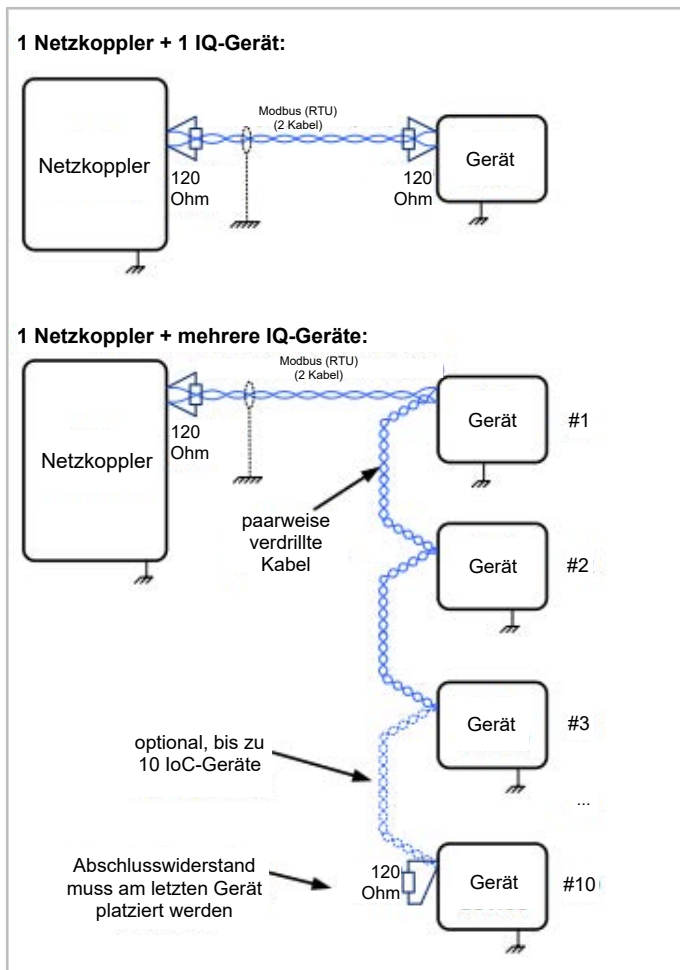 1 Netzkoppler + 1 IQ-Gerät:
Modbus (RTU)
(2 Kabel)
Netzkoppler
120
Ohm
120
Ohm
Gerät
1 Netzkoppler + mehrere IQ-Geräte:
Modbus (RTU)
(2 Kabel)
Netzkoppler
120
Ohm
Gerät
#1
paarweise
verdrillte
Kabel
Gerät
#2
Gerät
#3
optional, bis zu
10 IoC-Geräte
...
Abschlusswiderstand
muss am letzten Gerät
platziert werden
120
Ohm
Gerät
#10